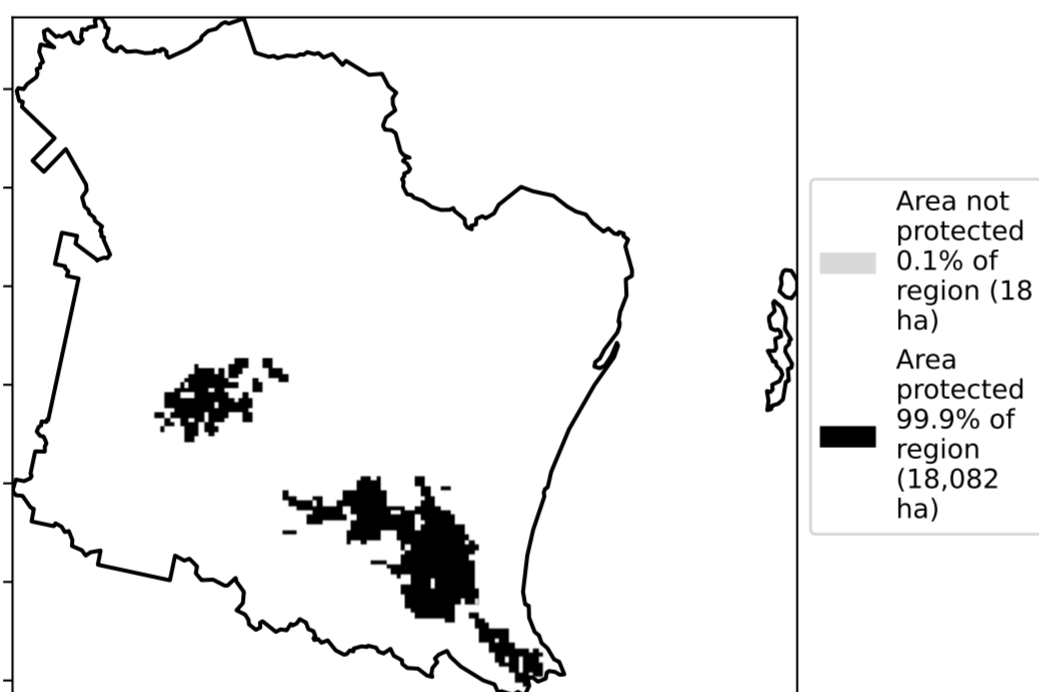 Area not
protected
0.1% of
region (18
ha)
Area
protected
99.9% of
region
(18,082
ha)